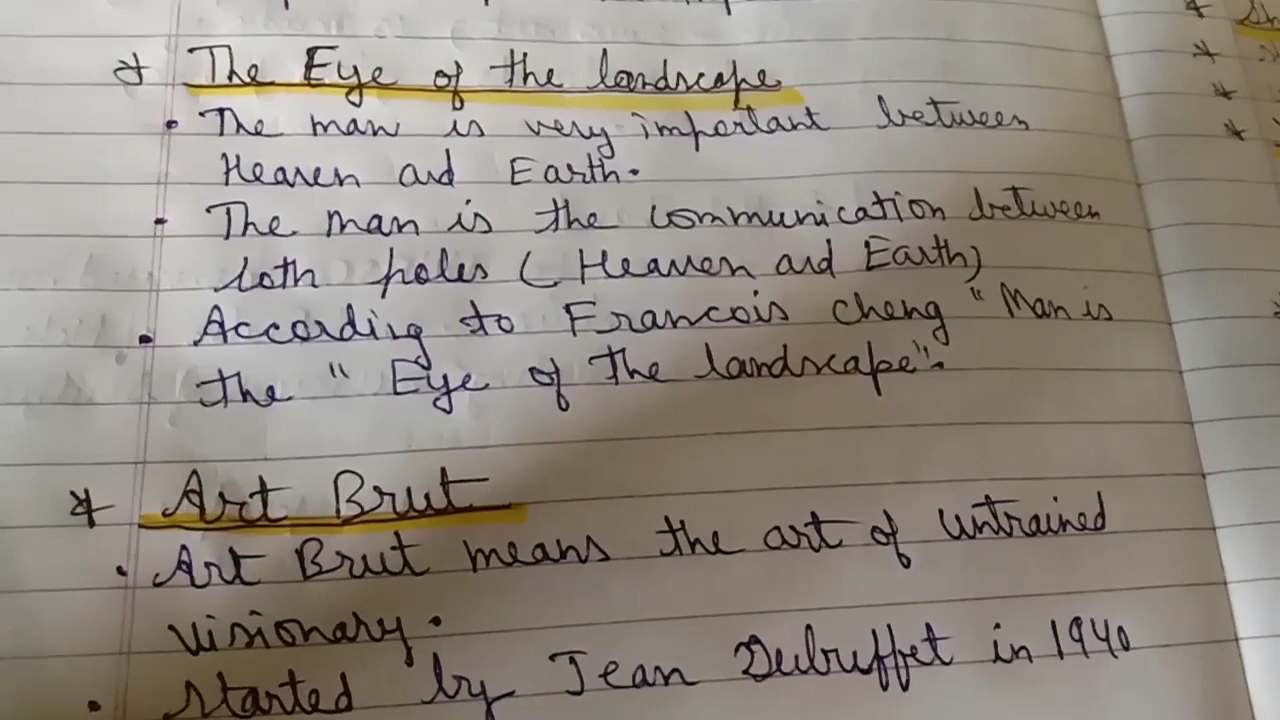 * The Eye of the landscape
• The man is very important between
Heaven and Earth.
• The man is the communication between
both poles (Heaven and Earth)
• According to Francois cheng "Man is
the "Eye of the landscape".
* Art Brut
• Art Brut means the art of untrained
visionary.
• started by Jean Dubuffet in 1940